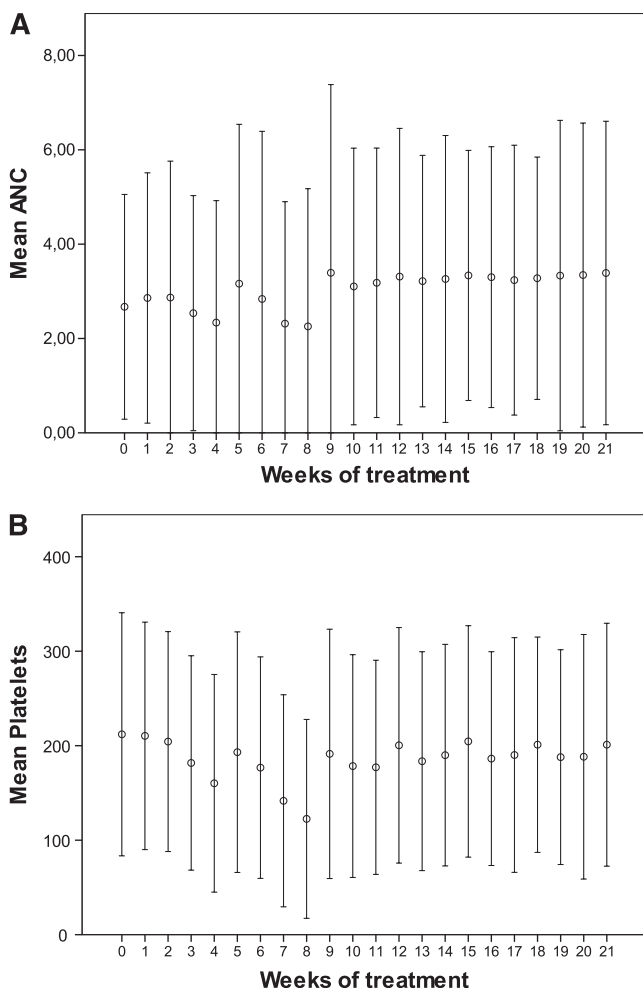 A
Mean ANC
8,00
6,00
4,00
2,00
0,00
0 1 2 3 4 5 6 7 8 9 10 11 12 13 14 15 16 17 18 19 20 21
Weeks of treatment
B
Mean Platelets
400
300
200
100
0
0 1 2 3 4 5 6 7 8 9 10 11 12 13 14 15 16 17 18 19 20 21
Weeks of treatment